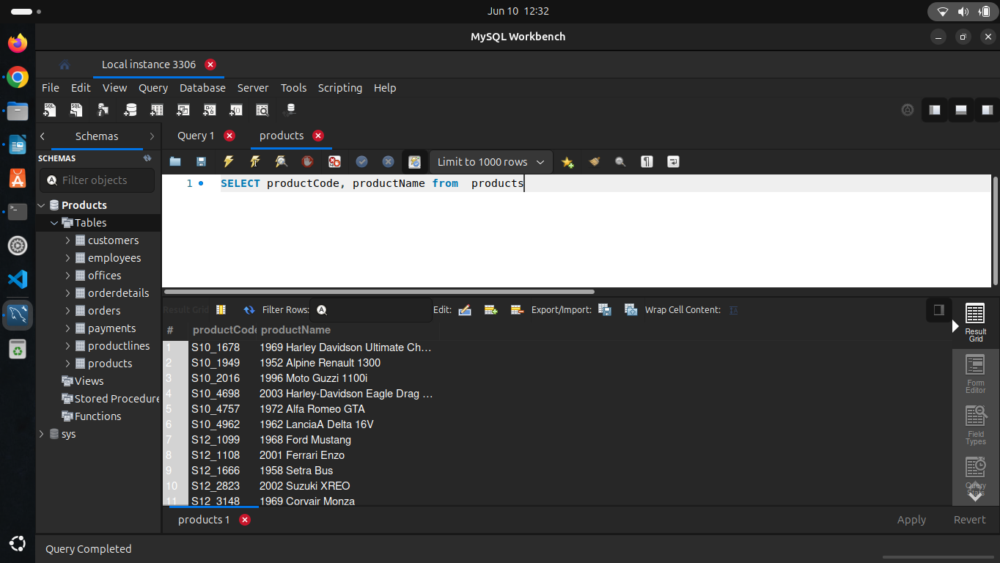 Jun 10 12:32
MySQL Workbench
Local instance 3306
File Edit View Query Database Server Tools Scripting Help
Schemas
Query 1
products
SCHEMAS
Limit to 1000 rows
Filter objects
1
SELECT productCode, productName from  products
Products
Tables
customers
employees
offices
orderdetails
orders
payments
productlines
products
Views
Stored Procedure
Functions
sys
Result Grid
Filter Rows:
Edit:
Export/Import:
Wrap Cell Content:
# productCode productName
1 S10_1678 1969 Harley Davidson Ultimate Ch...
2 S10_1949 1952 Alpine Renault 1300
3 S10_2016 1996 Moto Guzzi 1100i
4 S10_4698 2003 Harley-Davidson Eagle Drag ...
5 S10_4757 1972 Alfa Romeo GTA
6 S10_4962 1962 LanciaA Delta 16V
7 S12_1099 1968 Ford Mustang
8 S12_1108 2001 Ferrari Enzo
9 S12_1666 1958 Setra Bus
10 S12_2823 2002 Suzuki XREO
11 S12_3148 1969 Corvair Monza
Result
Grid
Form
Editor
Field
Types
Query
Stats
products 1
Apply
Revert
Query Completed